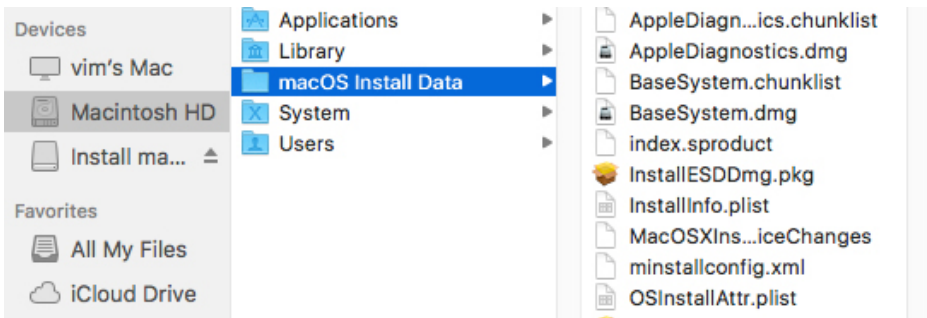 Devices
vim's Mac
Macintosh HD
Install ma...
Favorites
All My Files
iCloud Drive
Applications
Library
macOS Install Data
System
Users
AppleDiagn...ics.chunklist
AppleDiagnostics.dmg
BaseSystem.chunklist
BaseSystem.dmg
index.sproduct
InstallESDDmg.pkg
InstallInfo.plist
MacOSXIns...iceChanges
minstallconfig.xml
OSInstallAttr.plist